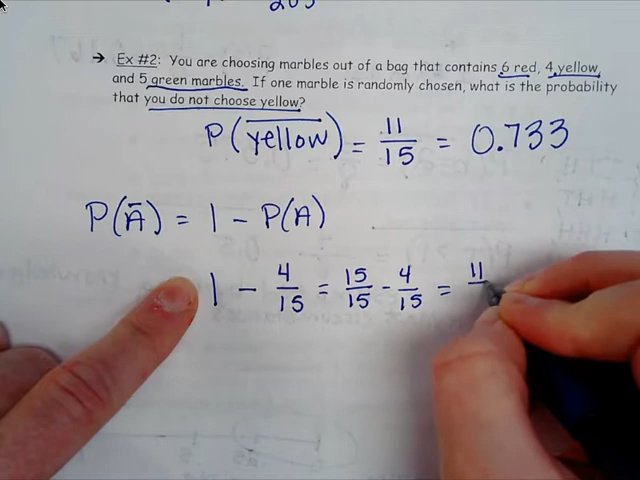 205
→ Ex #2: You are choosing marbles out of a bag that contains 6 red, 4 yellow,
and 5 green marbles. If one marble is randomly chosen, what is the probability
that you do not choose yellow?
P(y̅e̅l̅l̅o̅w̅) = 11/15 = 0.733
P(A̅) = 1 - P(A)
1 - 4/15 = 15/15 - 4/15 = 11